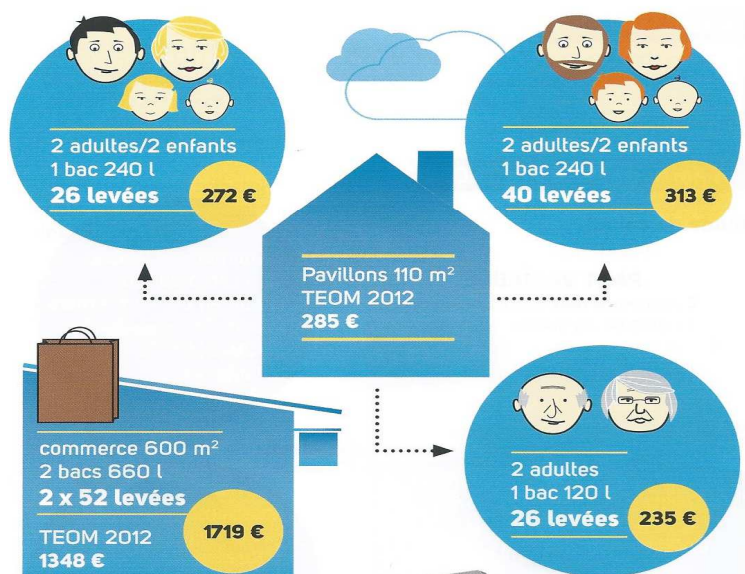 2 adultes/2 enfants
1 bac 240 l
26 levées
272 €
2 adultes/2 enfants
1 bac 240 l
40 levées
313 €
Pavillons 110 m²
TEOM 2012
285 €
commerce 600 m²
2 bacs 660 l
2 x 52 levées
1719 €
TEOM 2012
1348 €
2 adultes
1 bac 120 l
26 levées
235 €